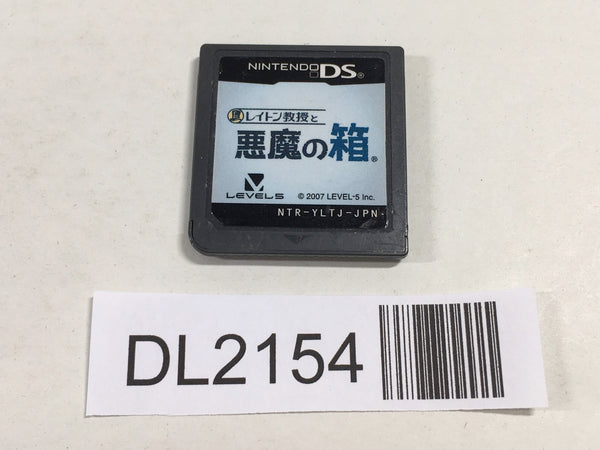 NINTENDO DS®
レイトン教授と
悪魔の箱®
LEVEL5
© 2007 LEVEL-5 Inc.
NTR-YLTJ-JPN
DL2154